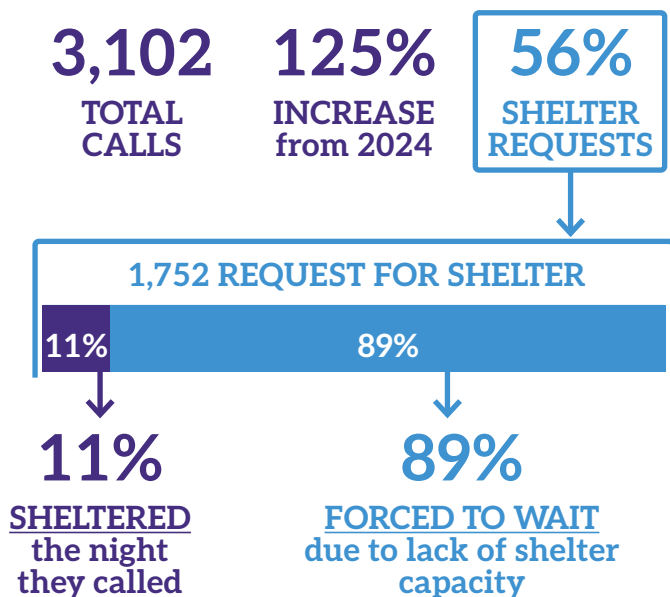 3,102
TOTAL
CALLS
125%
INCREASE
from 2024
56%
SHELTER
REQUESTS
1,752 REQUEST FOR SHELTER
11%
89%
11%
SHELTERED
the night
they called
89%
FORCED TO WAIT
due to lack of shelter
capacity